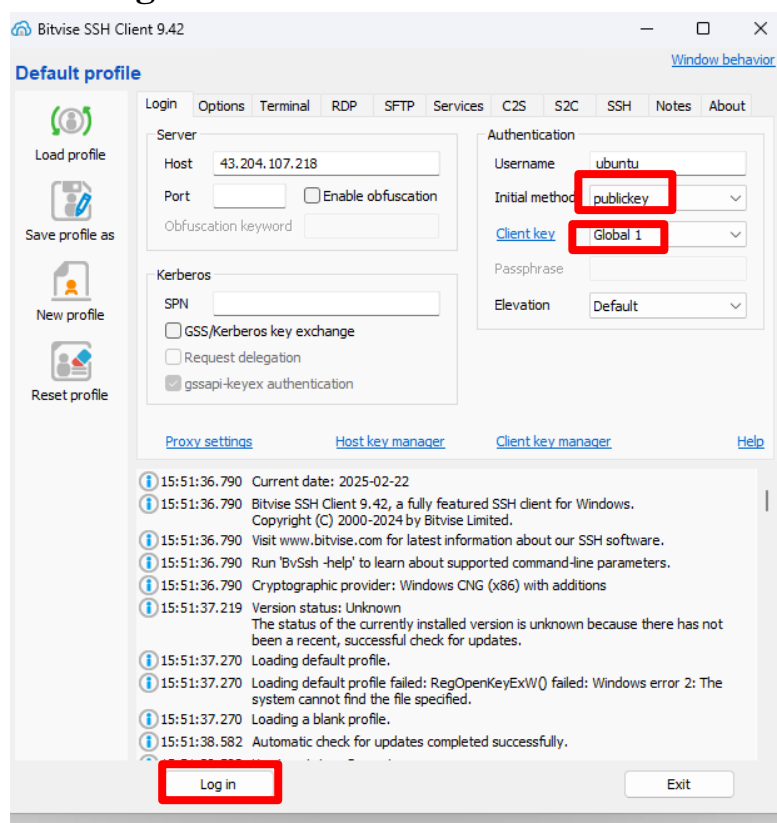 Bitvise SSH Client 9.42
Window behavior
Default profile
Load profile
Save profile as
New profile
Reset profile
Login Options Terminal RDP SFTP Services C2S S2C SSH Notes About
Server
Host 43.204.107.218
Port Enable obfuscation
Obfuscation keyword
Kerberos
SPN
GSS/Kerberos key exchange
Request delegation
gssapi-keyex authentication
Authentication
Username ubuntu
Initial method publickey
Client key Global 1
Passphrase
Elevation Default
Proxy settings Host key manager Client key manager Help
15:51:36.790 Current date: 2025-02-22
15:51:36.790 Bitvise SSH Client 9.42, a fully featured SSH client for Windows.
Copyright (C) 2000-2024 by Bitvise Limited.
15:51:36.790 Visit www.bitvise.com for latest information about our SSH software.
15:51:36.790 Run 'BvSsh -help' to learn about supported command-line parameters.
15:51:36.790 Cryptographic provider: Windows CNG (x86) with additions
15:51:37.219 Version status: Unknown
The status of the currently installed version is unknown because there has not
been a recent, successful check for updates.
15:51:37.270 Loading default profile.
15:51:37.270 Loading default profile failed: RegOpenKeyExW() failed: Windows error 2: The
system cannot find the file specified.
15:51:37.270 Loading a blank profile.
15:51:38.582 Automatic check for updates completed successfully.
Log in
Exit